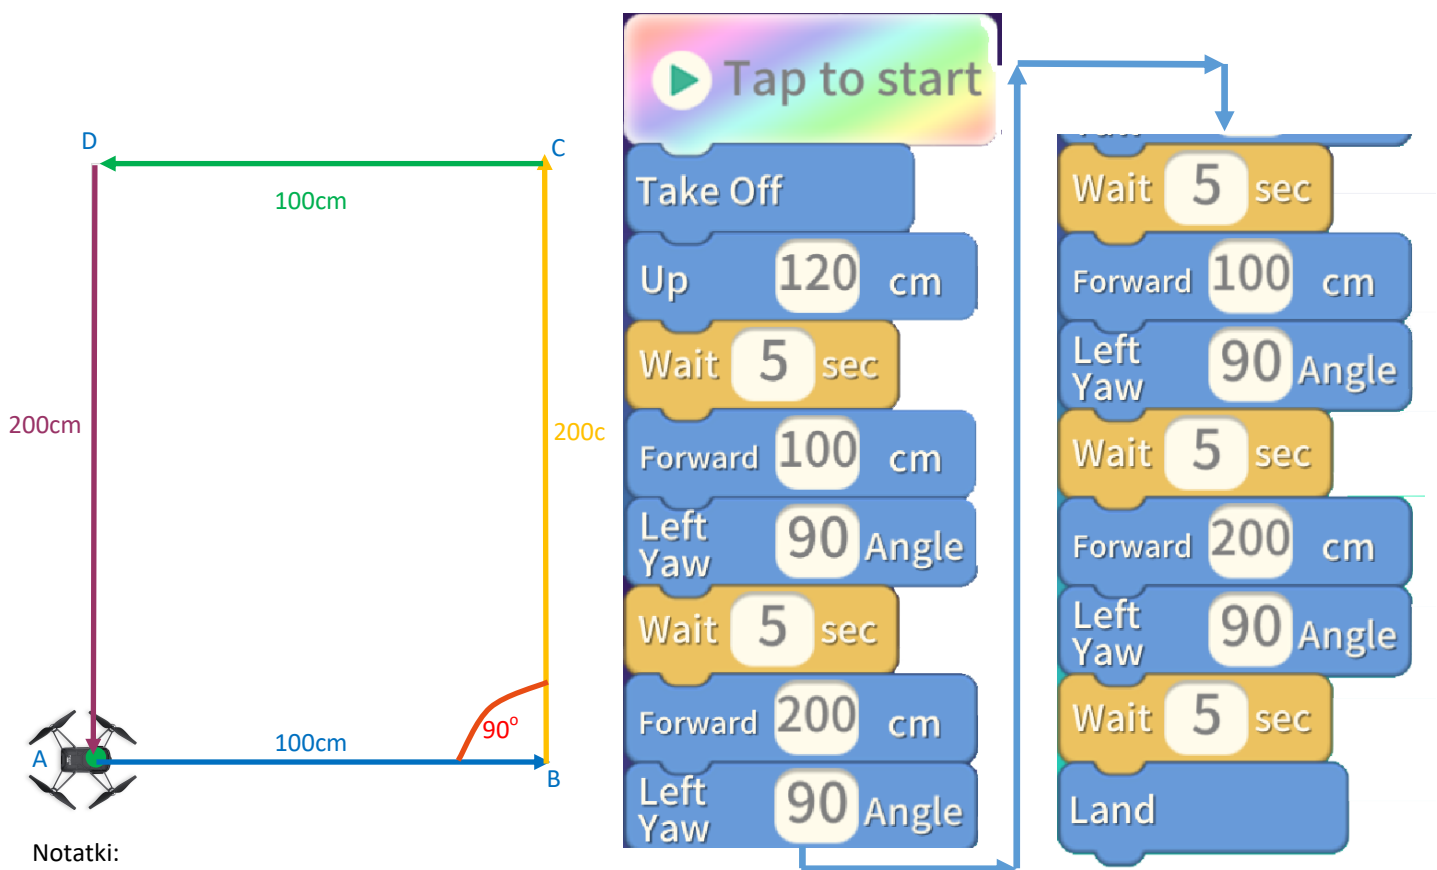 D
C
100cm
200cm
200c
90°
100cm
A
B
Notatki:
Tap to start
Take Off
Up 120 cm
Wait 5 sec
Forward 100 cm
Left Yaw 90 Angle
Wait 5 sec
Forward 200 cm
Left Yaw 90 Angle
Wait 5 sec
Forward 100 cm
Left Yaw 90 Angle
Wait 5 sec
Forward 200 cm
Left Yaw 90 Angle
Wait 5 sec
Land